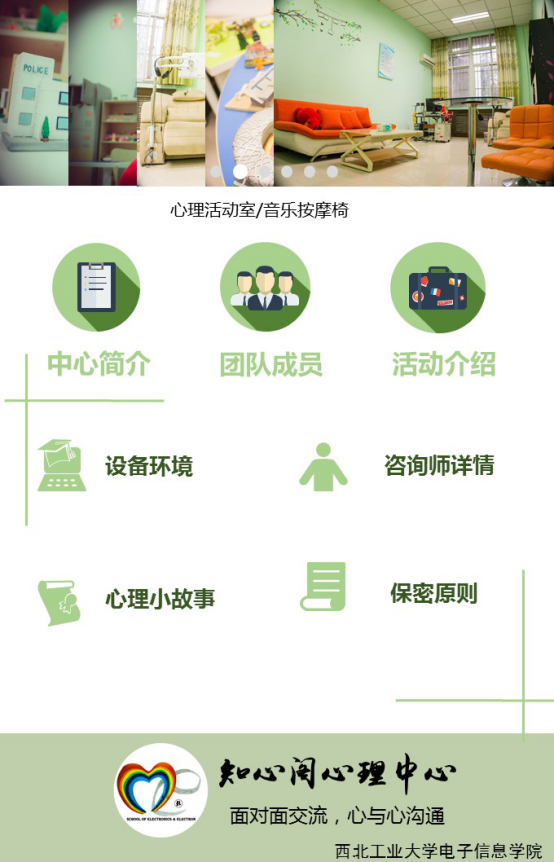 POLICE
心理活动室/音乐按摩椅
中心简介
团队成员
活动介绍
设备环境
咨询师详情
心理小故事
保密原则
知心阁心理中心
SCHOOL OF ELECTRONICS & ELECTRON
面对面交流，心与心沟通
西北工业大学电子信息学院